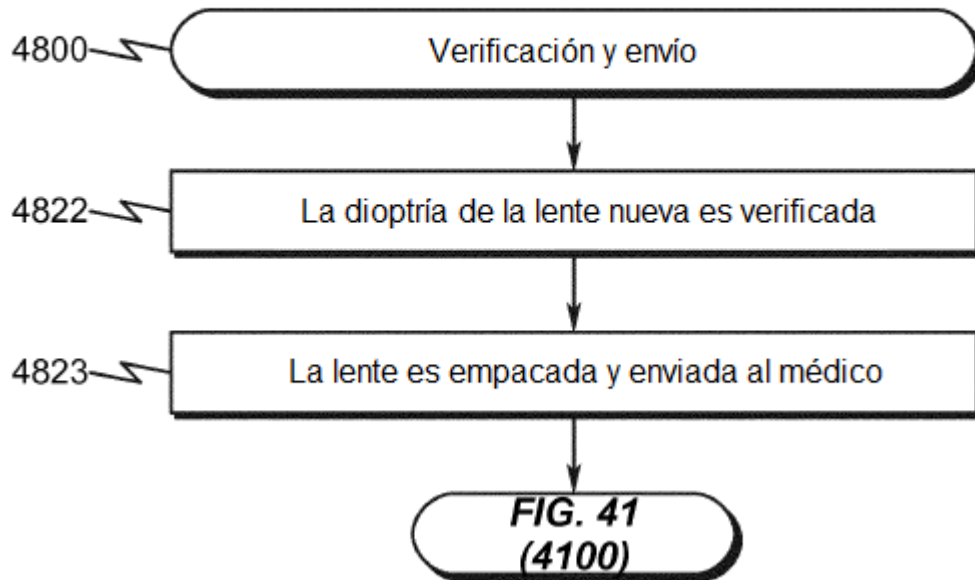 4800
Verificación y envío
4822
La dioptría de la lente nueva es verificada
4823
La lente es empacada y enviada al médico
FIG. 41
(4100)